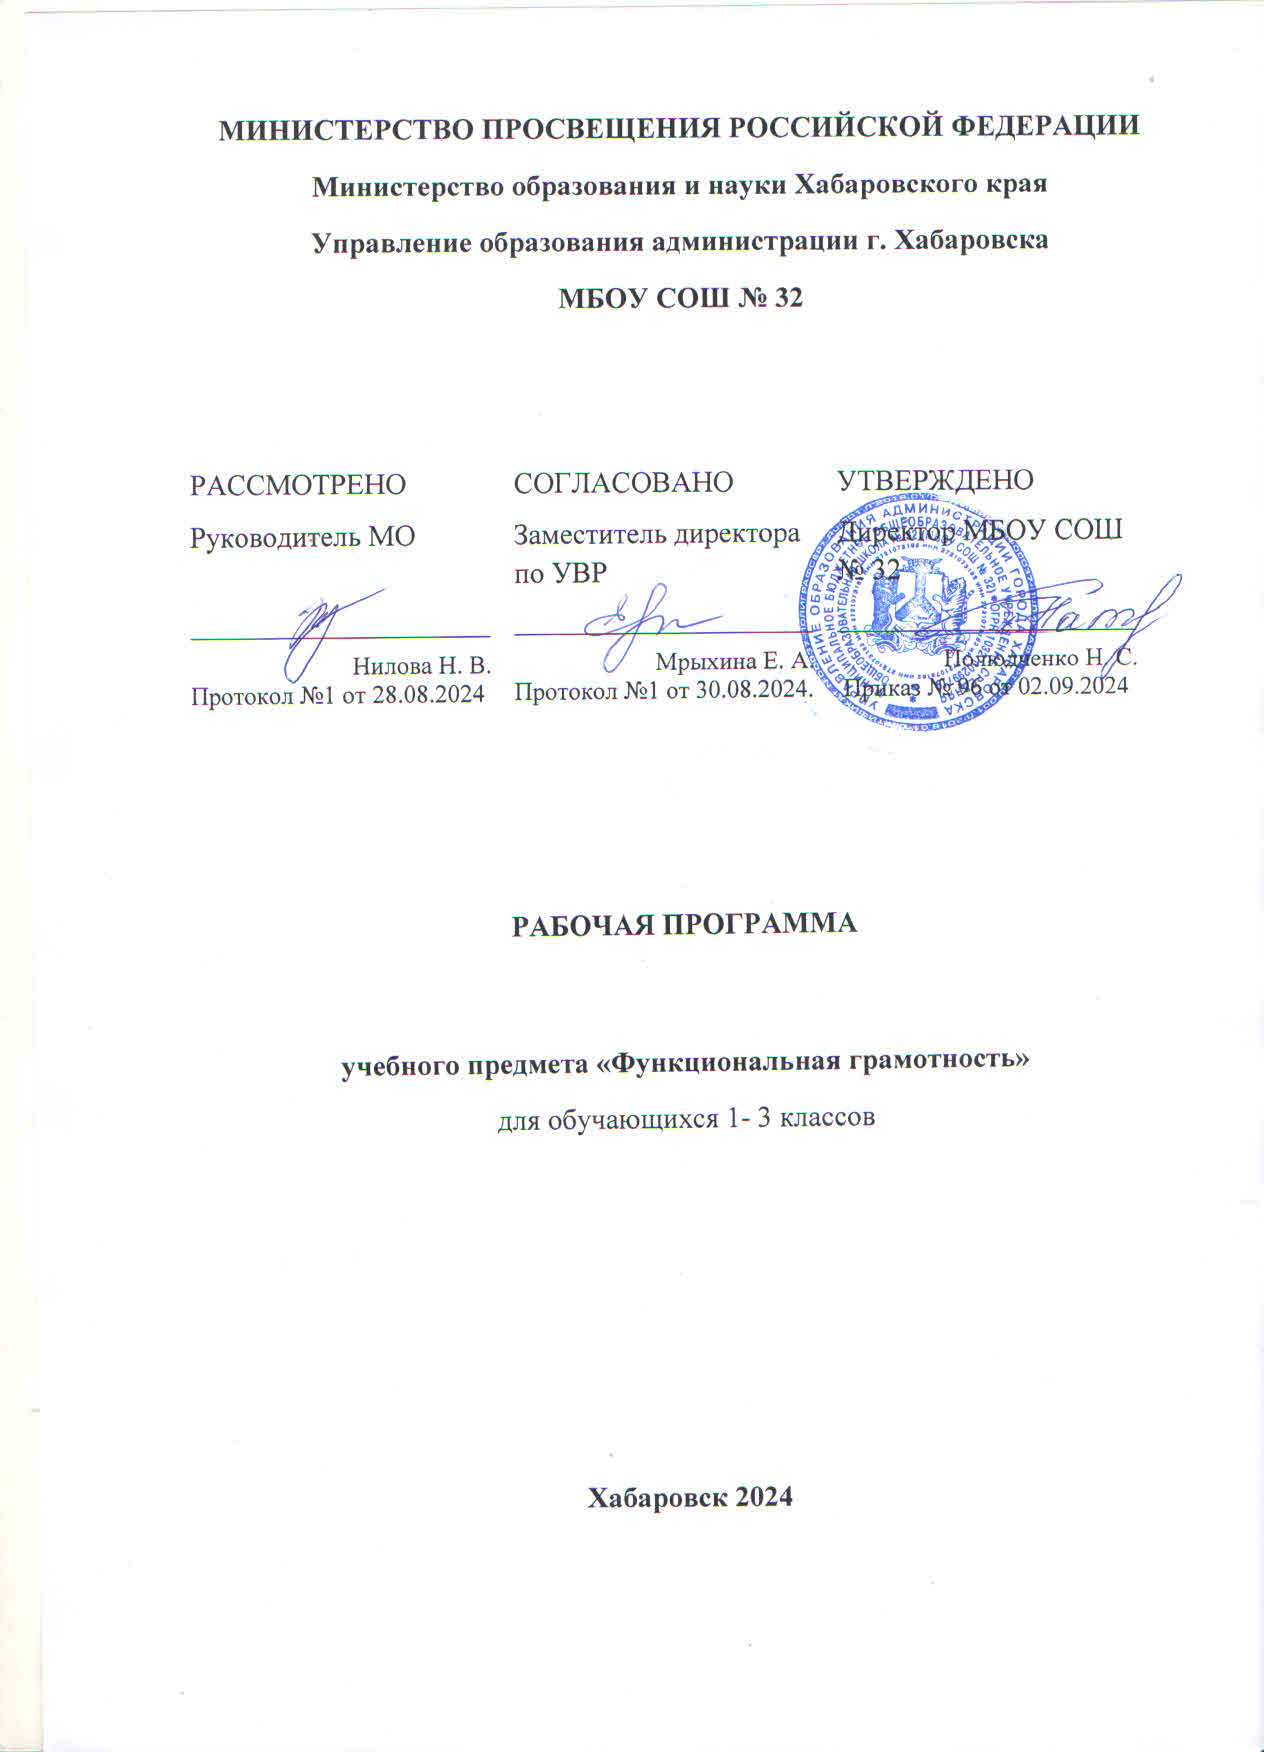 МИНИСТЕРСТВО ПРОСВЕЩЕНИЯ РОССИЙСКОЙ ФЕДЕРАЦИИ
Министерство образования и науки Хабаровского края
Управление образования администрации г. Хабаровска
МБОУ СОШ № 32
РАССМОТРЕНО
Руководитель МО
Нилова Н. В.
Протокол №1 от 28.08.2024
СОГЛАСОВАНО
Заместитель директора
по УВР
Мрыхина Е. А.
Протокол №1 от 30.08.2024.
УТВЕРЖДЕНО
Директор МБОУ СОШ
№ 32
Н. С.
Приказ № 96 от 02.09.2024
РАБОЧАЯ ПРОГРАММА
учебного предмета «Функциональная грамотность»
для обучающихся 1- 3 классов
Хабаровск 2024